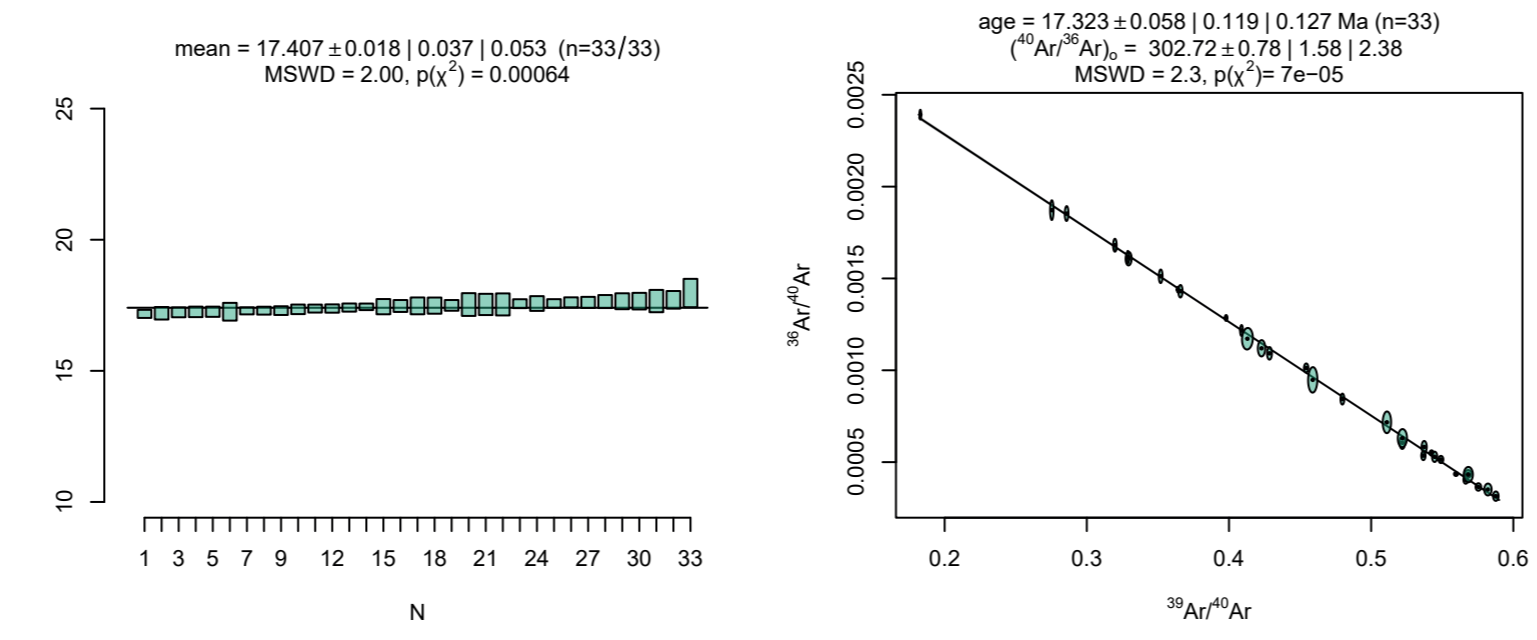 mean = 17.407 ± 0.018 | 0.037 | 0.053 (n=33/33)
MSWD = 2.00, p(χ²) = 0.00064
25
20
15
10
1 3 5 7 9 12 15 18 21 24 27 30 33
N
age = 17.323 ± 0.058 | 0.119 | 0.127 Ma (n=33)
(⁴⁰Ar/³⁶Ar)ₒ = 302.72 ± 0.78 | 1.58 | 2.38
MSWD = 2.3, p(χ²)= 7e−05
0.0025
0.0020
0.0015
0.0010
0.0005
³⁶Ar/⁴⁰Ar
0.2 0.3 0.4 0.5 0.6
³⁹Ar/⁴⁰Ar